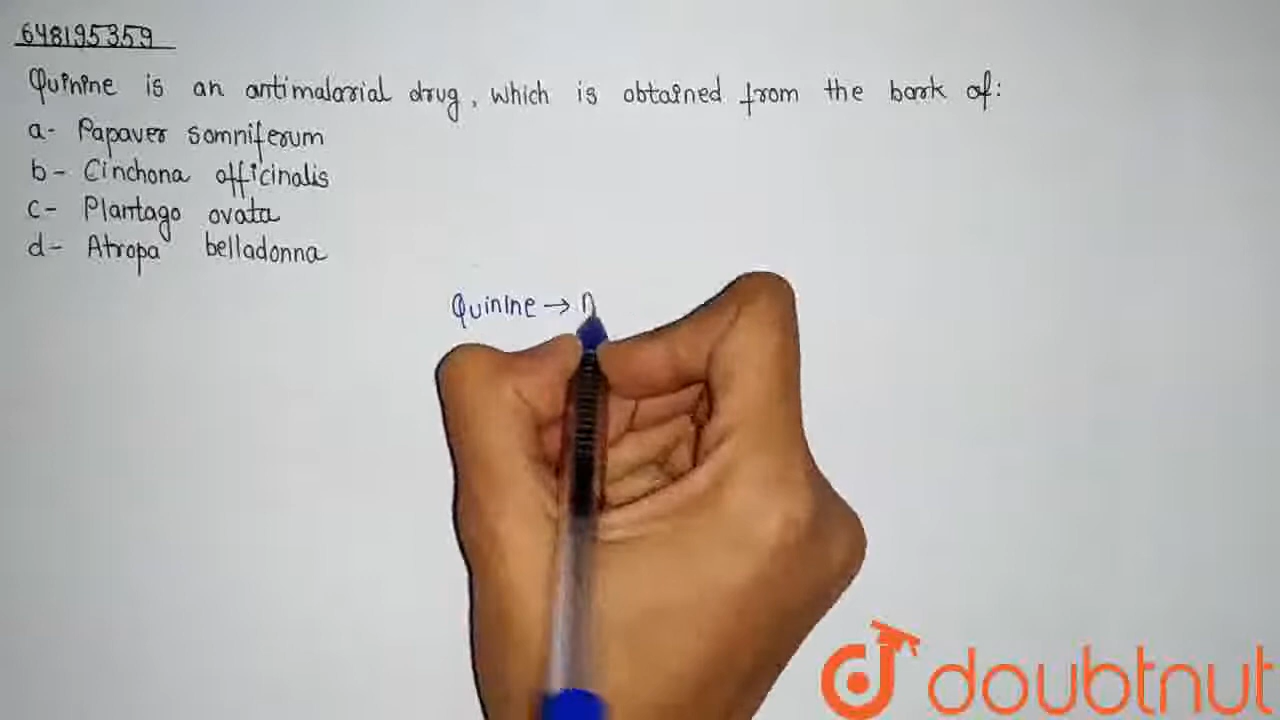 648195359
Quinine is an antimalarial drug, which is obtained from the bark of:
a- Papaver somniferum
b- Cinchona officinalis
c- Plantago ovata
d- Atropa belladonna
Quinine →
doubtnut